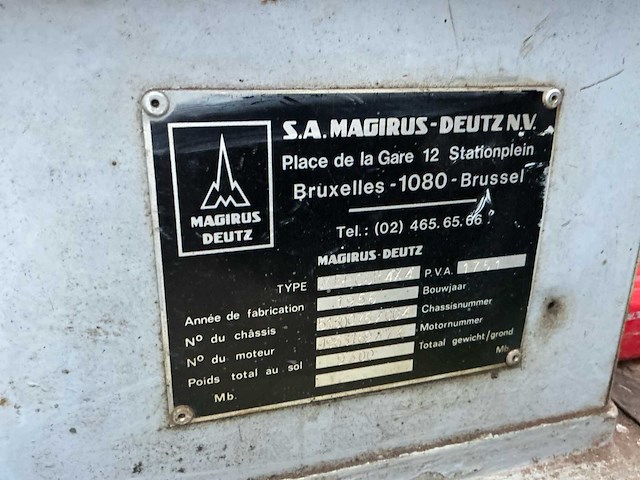 S.A. MAGIRUS-DEUTZ N.V.
Place de la Gare 12 Stationplein
Bruxelles - 1080 - Brussel
Tel.: (02) 465.65.66
MAGIRUS DEUTZ
MAGIRUS-DEUTZ
TYPE P.V.A.
Année de fabrication Bouwjaar
N° du châssis Chassisnummer
N° du moteur Motornummer
Poids total au sol Totaal gewicht/grond
Mb. Mb.